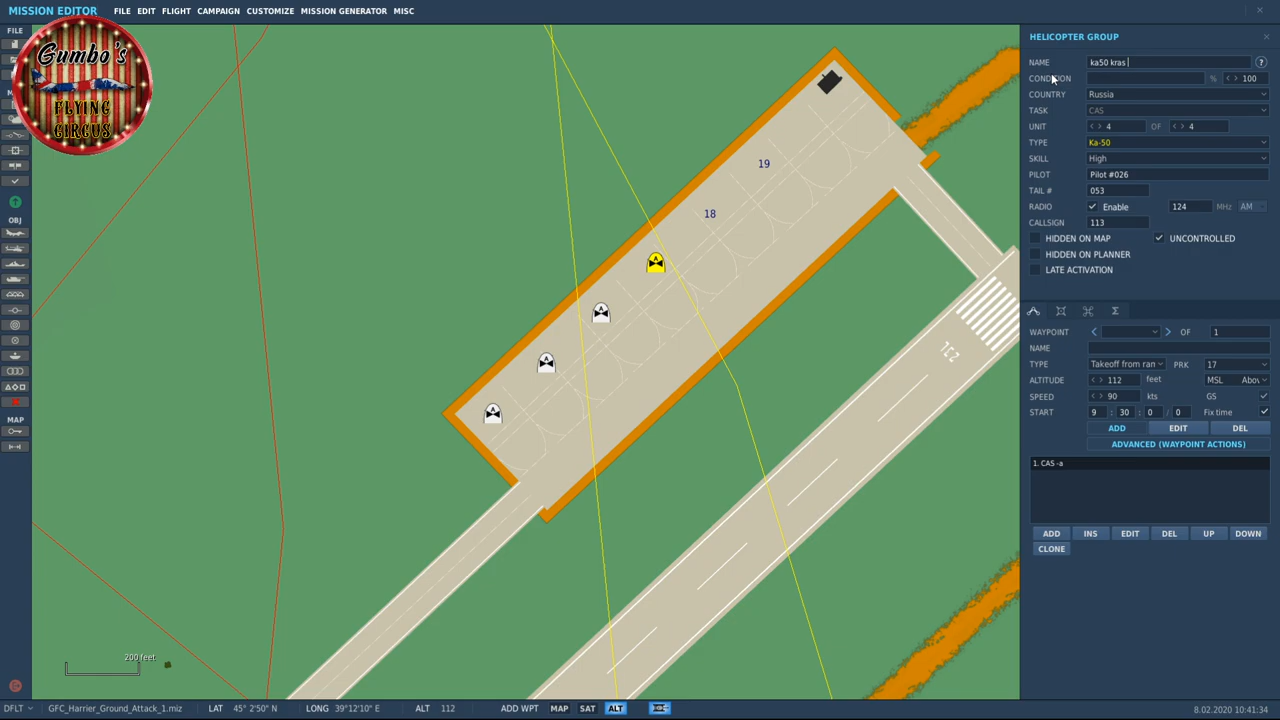 MISSION EDITOR FILE EDIT FLIGHT CAMPAIGN CUSTOMIZE MISSION GENERATOR MISC
FILE
Gumbo's
FLYING
CIRCUS
OBJ
MAP
19
18
221
200 feet
HELICOPTER GROUP
NAME ka50 kras ?
CONDITION % < > 100
COUNTRY Russia
TASK CAS
UNIT < > 4 OF < > 4
TYPE Ka-50
SKILL High
PILOT Pilot #026
TAIL # 053
RADIO Enable 124 MHz AM
CALLSIGN 113
HIDDEN ON MAP UNCONTROLLED
HIDDEN ON PLANNER
LATE ACTIVATION
WAYPOINT < > OF 1
NAME
TYPE Takeoff from ran PRK 17
ALTITUDE < > 112 feet MSL Abov
SPEED < > 90 kts GS
START 9 : 30 : 0 / 0 Fix time
ADD EDIT DEL
ADVANCED (WAYPOINT ACTIONS)
1. CAS -a
ADD INS EDIT DEL UP DOWN
CLONE
DFLT GFC_Harrier_Ground_Attack_1.miz LAT 45° 2'50" N LONG 39°12'10" E ALT 112 ADD WPT MAP SAT ALT 8.02.2020 10:41:34